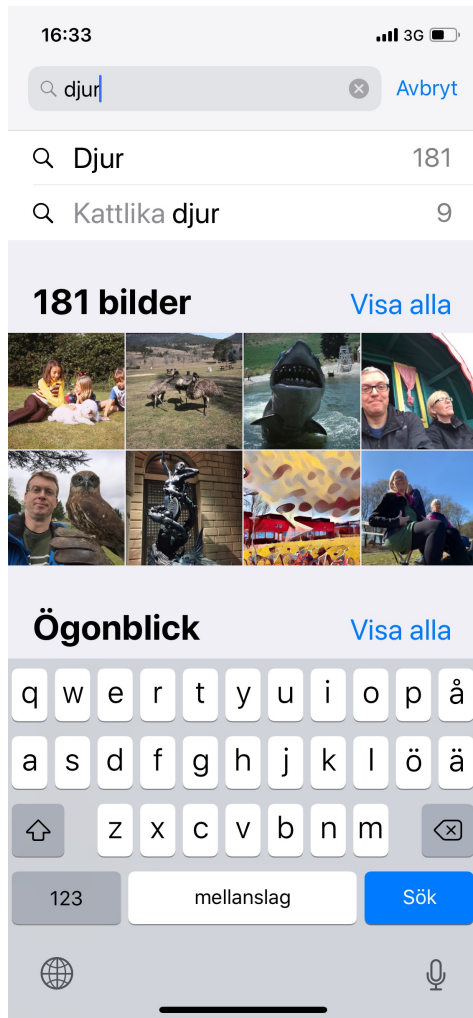 16:33 3G
djur Avbryt
Djur 181
Kattlika djur 9
181 bilder Visa alla
Ögonblick Visa alla
q w e r t y u i o p å
a s d f g h j k l ö ä
z x c v b n m
123 mellanslag Sök